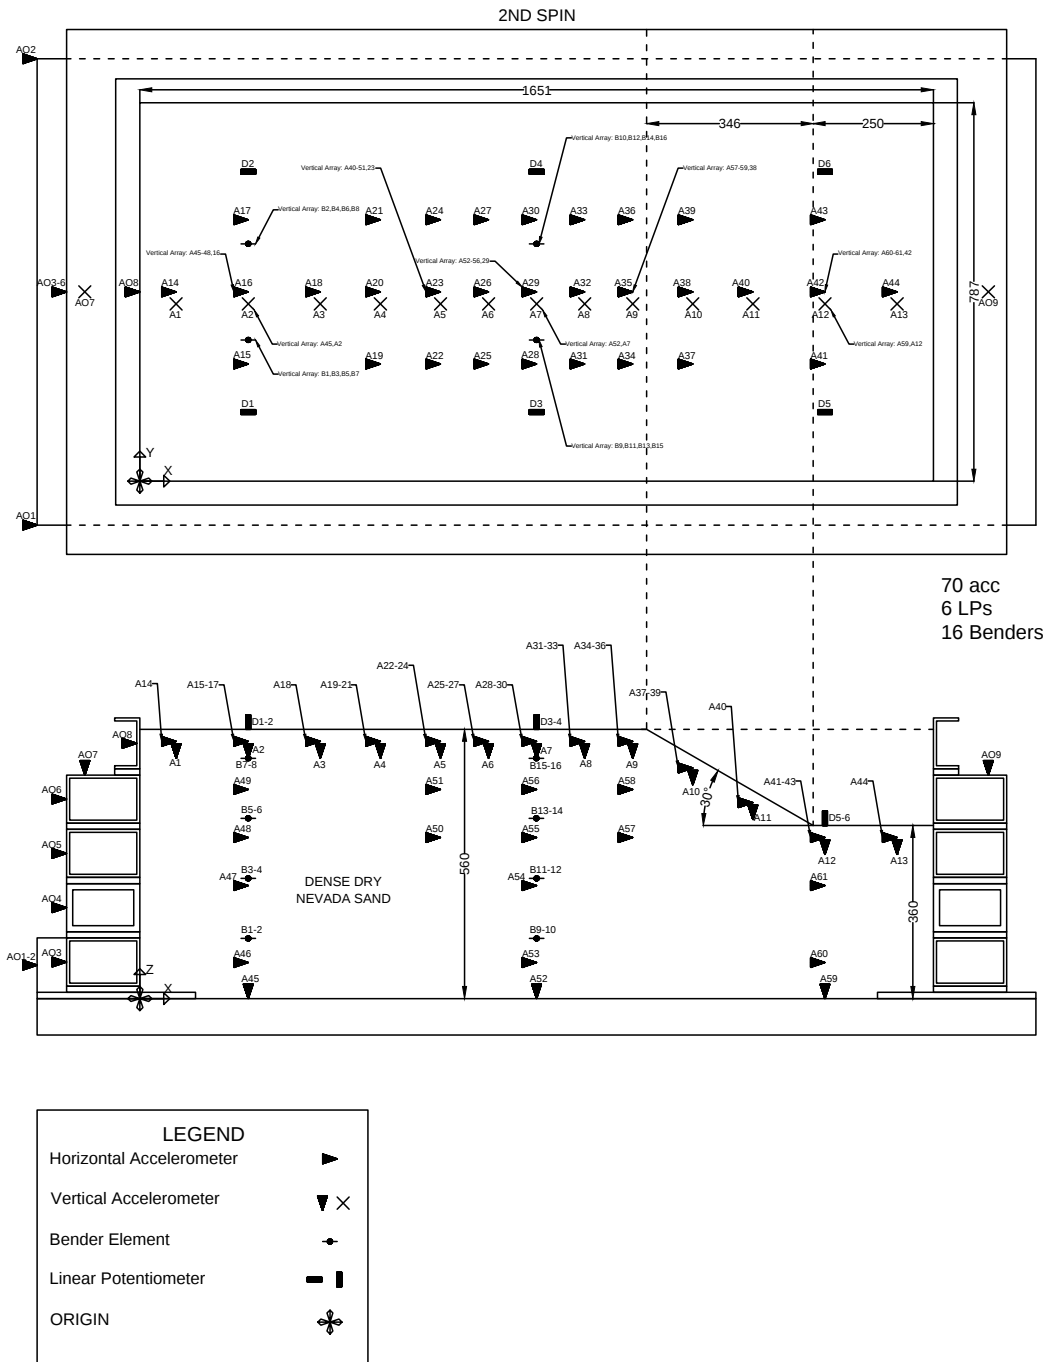 2ND SPIN
AO2
1651
346
250
Vertical Array: B10,B12,B14,B16
D2
Vertical Array: A40-51,23
D4
Vertical Array: A57-59,38
D6
A17
Vertical Array: B2,B4,B6,B8
A21
A24
A27
A30
A33
A36
A39
A43
Vertical Array: A45-48,16
Vertical Array: A52-56,29
Vertical Array: A60-61,42
AO3-6
AO7
AO8
A14
A16
A18
A20
A23
A26
A29
A32
A35
A38
A40
A42
A44
787
AO9
A1
A2
A3
A4
A5
A6
A7
A8
A9
A10
A11
A12
A13
Vertical Array: A45,A2
Vertical Array: A52,A7
Vertical Array: A59,A12
A15
A19
A22
A25
A28
A31
A34
A37
A41
Vertical Array: B1,B3,B5,B7
D1
D3
D5
Vertical Array: B9,B11,B13,B15
Y
X
AO1
70 acc
6 LPs
16 Benders
A31-33
A34-36
A22-24
A14
A15-17
A18
A19-21
A25-27
A28-30
A37-39
A40
D1-2
D3-4
AO8
AO7
A1
A2
A3
A4
A5
A6
A7
A8
A9
AO9
B7-8
B15-16
AO6
A49
A51
A56
A58
A10
30°
A41-43
A44
B5-6
B13-14
A11
D5-6
AO5
A48
A50
A55
A57
A12
A13
560
B3-4
B11-12
A47
A54
A61
DENSE DRY
NEVADA SAND
AO4
360
B1-2
B9-10
AO1-2
AO3
A46
A53
A60
Z
X
A45
A52
A59
LEGEND
Horizontal Accelerometer
Vertical Accelerometer
Bender Element
Linear Potentiometer
ORIGIN